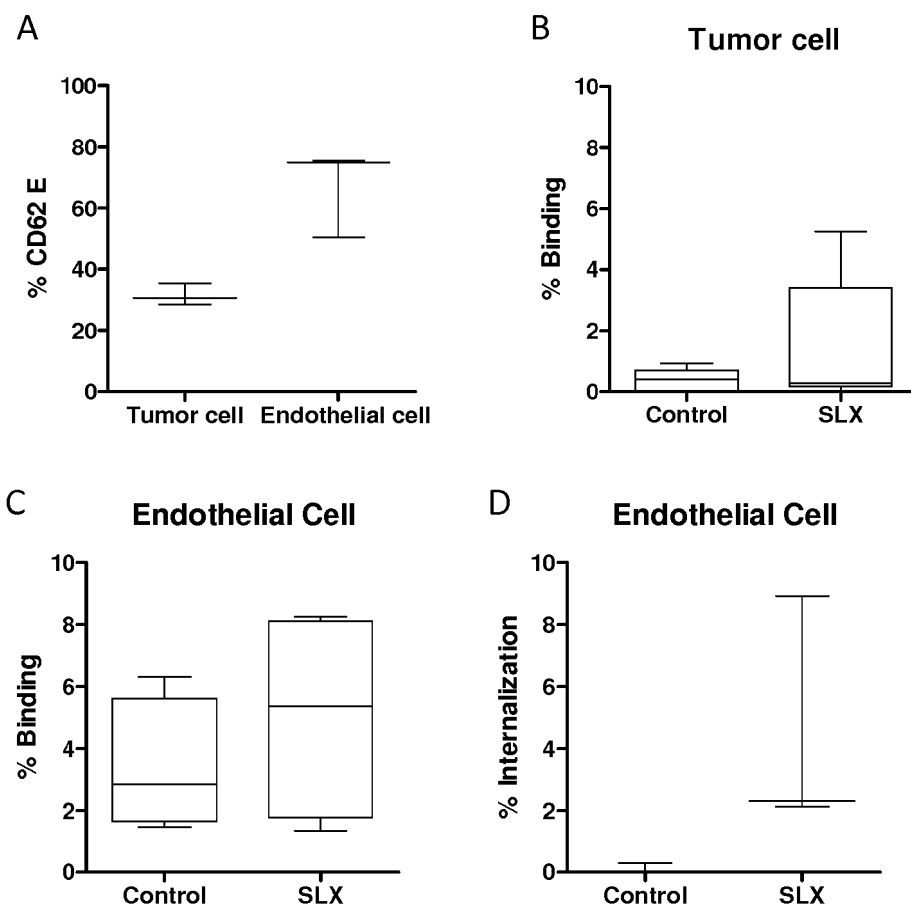 A
% CD62 E
100
80
60
40
20
0
Tumor cell
Endothelial cell
B
Tumor cell
% Binding
10
8
6
4
2
0
Control
SLX
C
Endothelial Cell
% Binding
10
8
6
4
2
0
Control
SLX
D
Endothelial Cell
% Internalization
10
8
6
4
2
0
Control
SLX